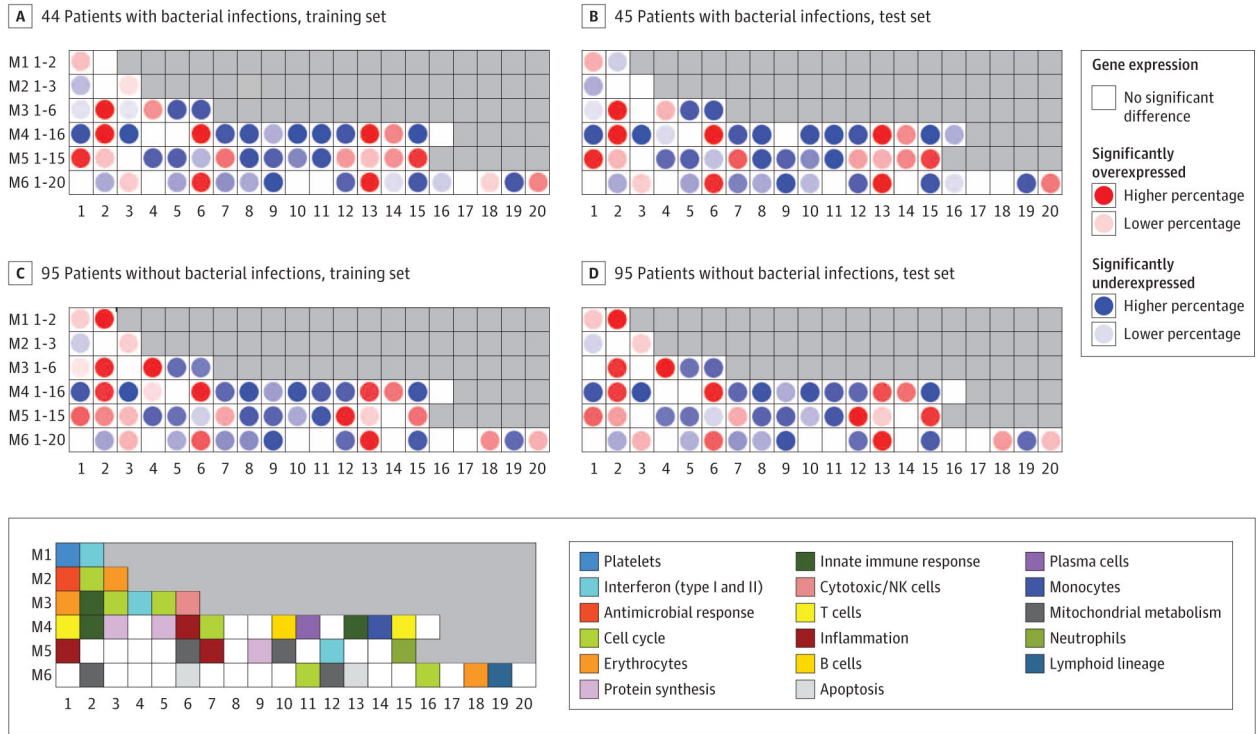 A 44 Patients with bacterial infections, training set
M1 1-2
M2 1-3
M3 1-6
M4 1-16
M5 1-15
M6 1-20
1 2 3 4 5 6 7 8 9 10 11 12 13 14 15 16 17 18 19 20
B 45 Patients with bacterial infections, test set
1 2 3 4 5 6 7 8 9 10 11 12 13 14 15 16 17 18 19 20
Gene expression
No significant
difference
Significantly
overexpressed
Higher percentage
Lower percentage
Significantly
underexpressed
Higher percentage
Lower percentage
C 95 Patients without bacterial infections, training set
M1 1-2
M2 1-3
M3 1-6
M4 1-16
M5 1-15
M6 1-20
1 2 3 4 5 6 7 8 9 10 11 12 13 14 15 16 17 18 19 20
D 95 Patients without bacterial infections, test set
1 2 3 4 5 6 7 8 9 10 11 12 13 14 15 16 17 18 19 20
M1
M2
M3
M4
M5
M6
1 2 3 4 5 6 7 8 9 10 11 12 13 14 15 16 17 18 19 20
Platelets
Interferon (type I and II)
Antimicrobial response
Cell cycle
Erythrocytes
Protein synthesis
Innate immune response
Cytotoxic/NK cells
T cells
Inflammation
B cells
Apoptosis
Plasma cells
Monocytes
Mitochondrial metabolism
Neutrophils
Lymphoid lineage